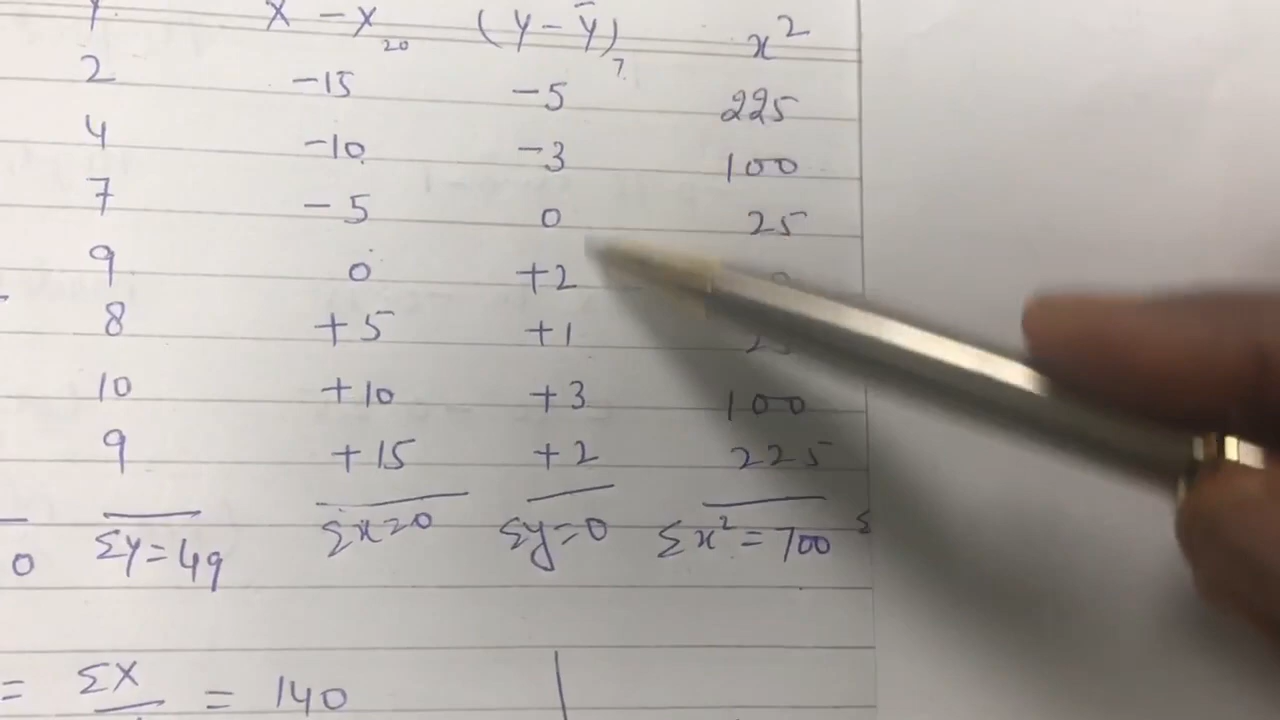 Y X - X 20 (Y - Ȳ) 7 x²
2 -15 -5 225
4 -10 -3 100
7 -5 0 25
9 0 +2 0
8 +5 +1 25
10 +10 +3 100
9 +15 +2 225
0 ΣY = 49 Σx=0 Σy=0 Σx² = 700 Σ
= ΣX = 140